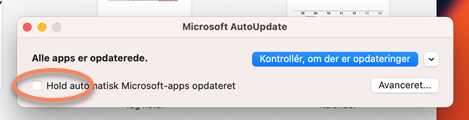 Microsoft AutoUpdate
Alle apps er opdaterede.
Kontrollér, om der er opdateringer
Hold automatisk Microsoft-apps opdateret
Avanceret...